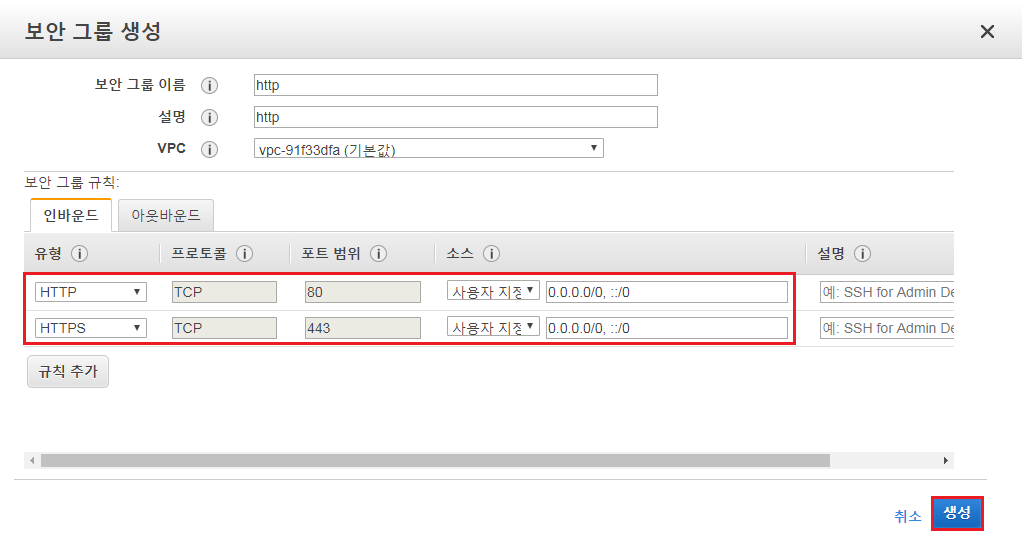 보안 그룹 생성
보안 그룹 이름 http
설명 http
VPC vpc-91f33dfa (기본값)
보안 그룹 규칙:
인바운드 아웃바운드
유형 프로토콜 포트 범위 소스 설명
HTTP TCP 80 사용자 지정 0.0.0.0/0, ::/0 예: SSH for Admin De
HTTPS TCP 443 사용자 지정 0.0.0.0/0, ::/0 예: SSH for Admin De
규칙 추가
취소 생성